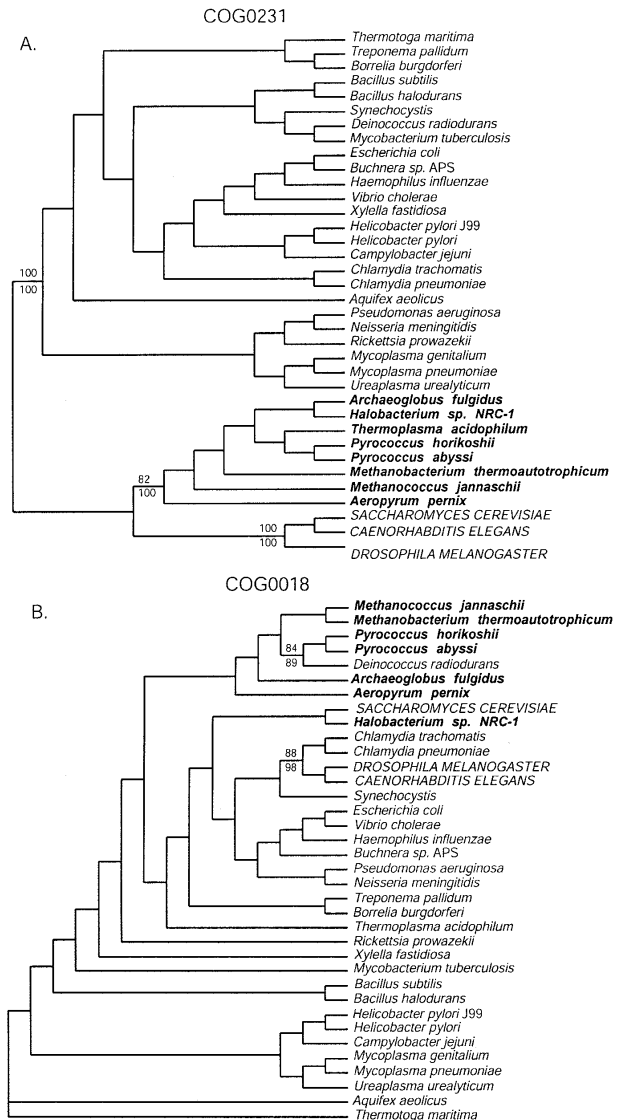 COG0231
A.
Thermotoga maritima
Treponema pallidum
Borrelia burgdorferi
Bacillus subtilis
Bacillus halodurans
Synechocystis
Deinococcus radiodurans
Mycobacterium tuberculosis
Escherichia coli
Buchnera sp. APS
Haemophilus influenzae
Vibrio cholerae
Xylella fastidiosa
Helicobacter pylori J99
Helicobacter pylori
Campylobacter jejuni
Chlamydia trachomatis
Chlamydia pneumoniae
100
100
Aquifex aeolicus
Pseudomonas aeruginosa
Neisseria meningitidis
Rickettsia prowazekii
Mycoplasma genitalium
Mycoplasma pneumoniae
Ureaplasma urealyticum
Archaeoglobus fulgidus
Halobacterium sp. NRC-1
Thermoplasma acidophilum
Pyrococcus horikoshii
Pyrococcus abyssi
Methanobacterium thermoautotrophicum
82
100
Methanococcus jannaschii
Aeropyrum pernix
SACCHAROMYCES CEREVISIAE
100
100
CAENORHABDITIS ELEGANS
DROSOPHILA MELANOGASTER
COG0018
B.
Methanococcus jannaschii
Methanobacterium thermoautotrophicum
Pyrococcus horikoshii
84
89
Pyrococcus abyssi
Deinococcus radiodurans
Archaeoglobus fulgidus
Aeropyrum pernix
SACCHAROMYCES CEREVISIAE
Halobacterium sp. NRC-1
Chlamydia trachomatis
88
98
Chlamydia pneumoniae
DROSOPHILA MELANOGASTER
CAENORHABDITIS ELEGANS
Synechocystis
Escherichia coli
Vibrio cholerae
Haemophilus influenzae
Buchnera sp. APS
Pseudomonas aeruginosa
Neisseria meningitidis
Treponema pallidum
Borrelia burgdorferi
Thermoplasma acidophilum
Rickettsia prowazekii
Xylella fastidiosa
Mycobacterium tuberculosis
Bacillus subtilis
Bacillus halodurans
Helicobacter pylori J99
Helicobacter pylori
Campylobacter jejuni
Mycoplasma genitalium
Mycoplasma pneumoniae
Ureaplasma urealyticum
Aquifex aeolicus
Thermotoga maritima